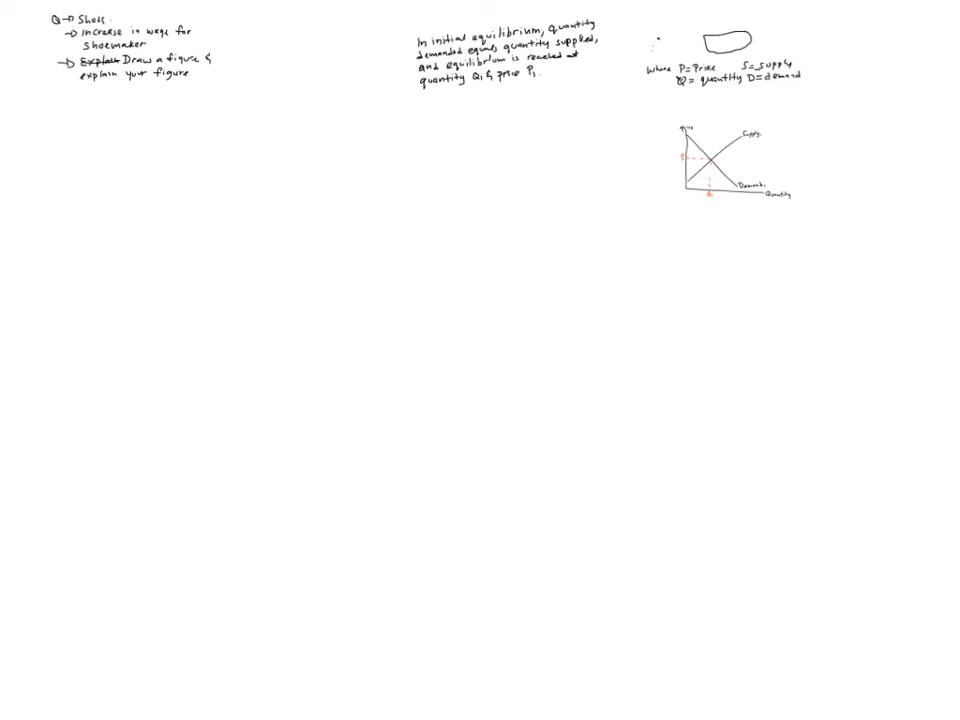 Q → Shoes
→ Increase in wage for
shoemaker
→ Explain Draw a figure &
explain your figure
In initial equilibrium, quantity
demanded equals quantity supplied,
and equilibrium is reached at
quantity Q1 & price P1.
where P=Price S=supply
Q = quantity D=demand
Price
Supply
Demand
Quantity